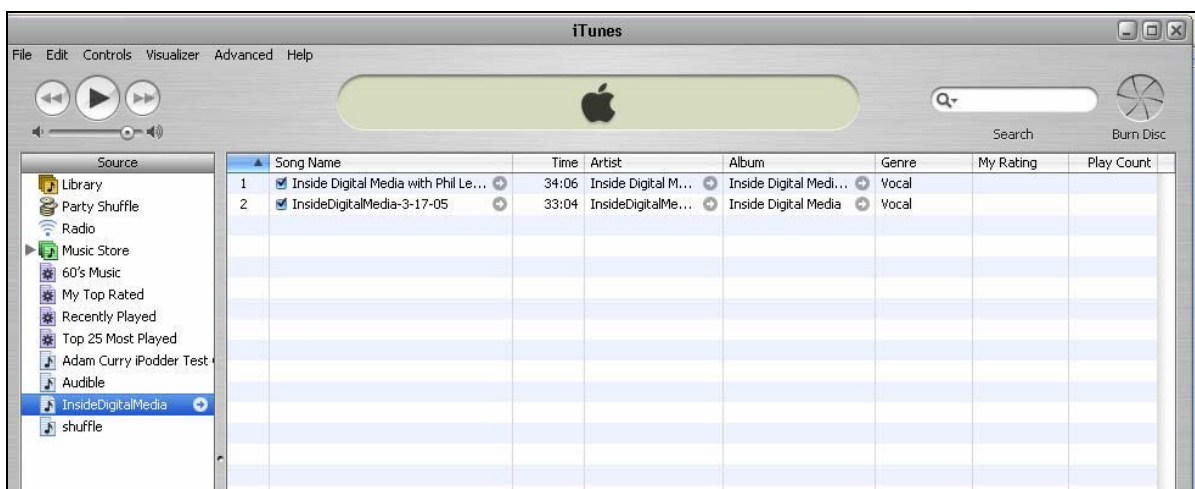 iTunes
File Edit Controls Visualizer Advanced Help
Search
Burn Disc
Source
Song Name Time Artist Album Genre My Rating Play Count
1 Inside Digital Media with Phil Le... 34:06 Inside Digital M... Inside Digital Medi... Vocal
2 InsideDigitalMedia-3-17-05 33:04 InsideDigitalMe... Inside Digital Media Vocal
Library
Party Shuffle
Radio
Music Store
60's Music
My Top Rated
Recently Played
Top 25 Most Played
Adam Curry iPodder Test
Audible
InsideDigitalMedia
shuffle